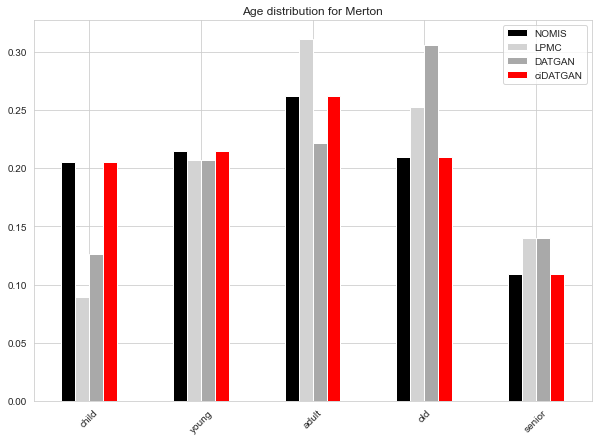 Age distribution for Merton
NOMIS
LPMC
DATGAN
ciDATGAN
0.30
0.25
0.20
0.15
0.10
0.05
0.00
child
young
adult
old
senior